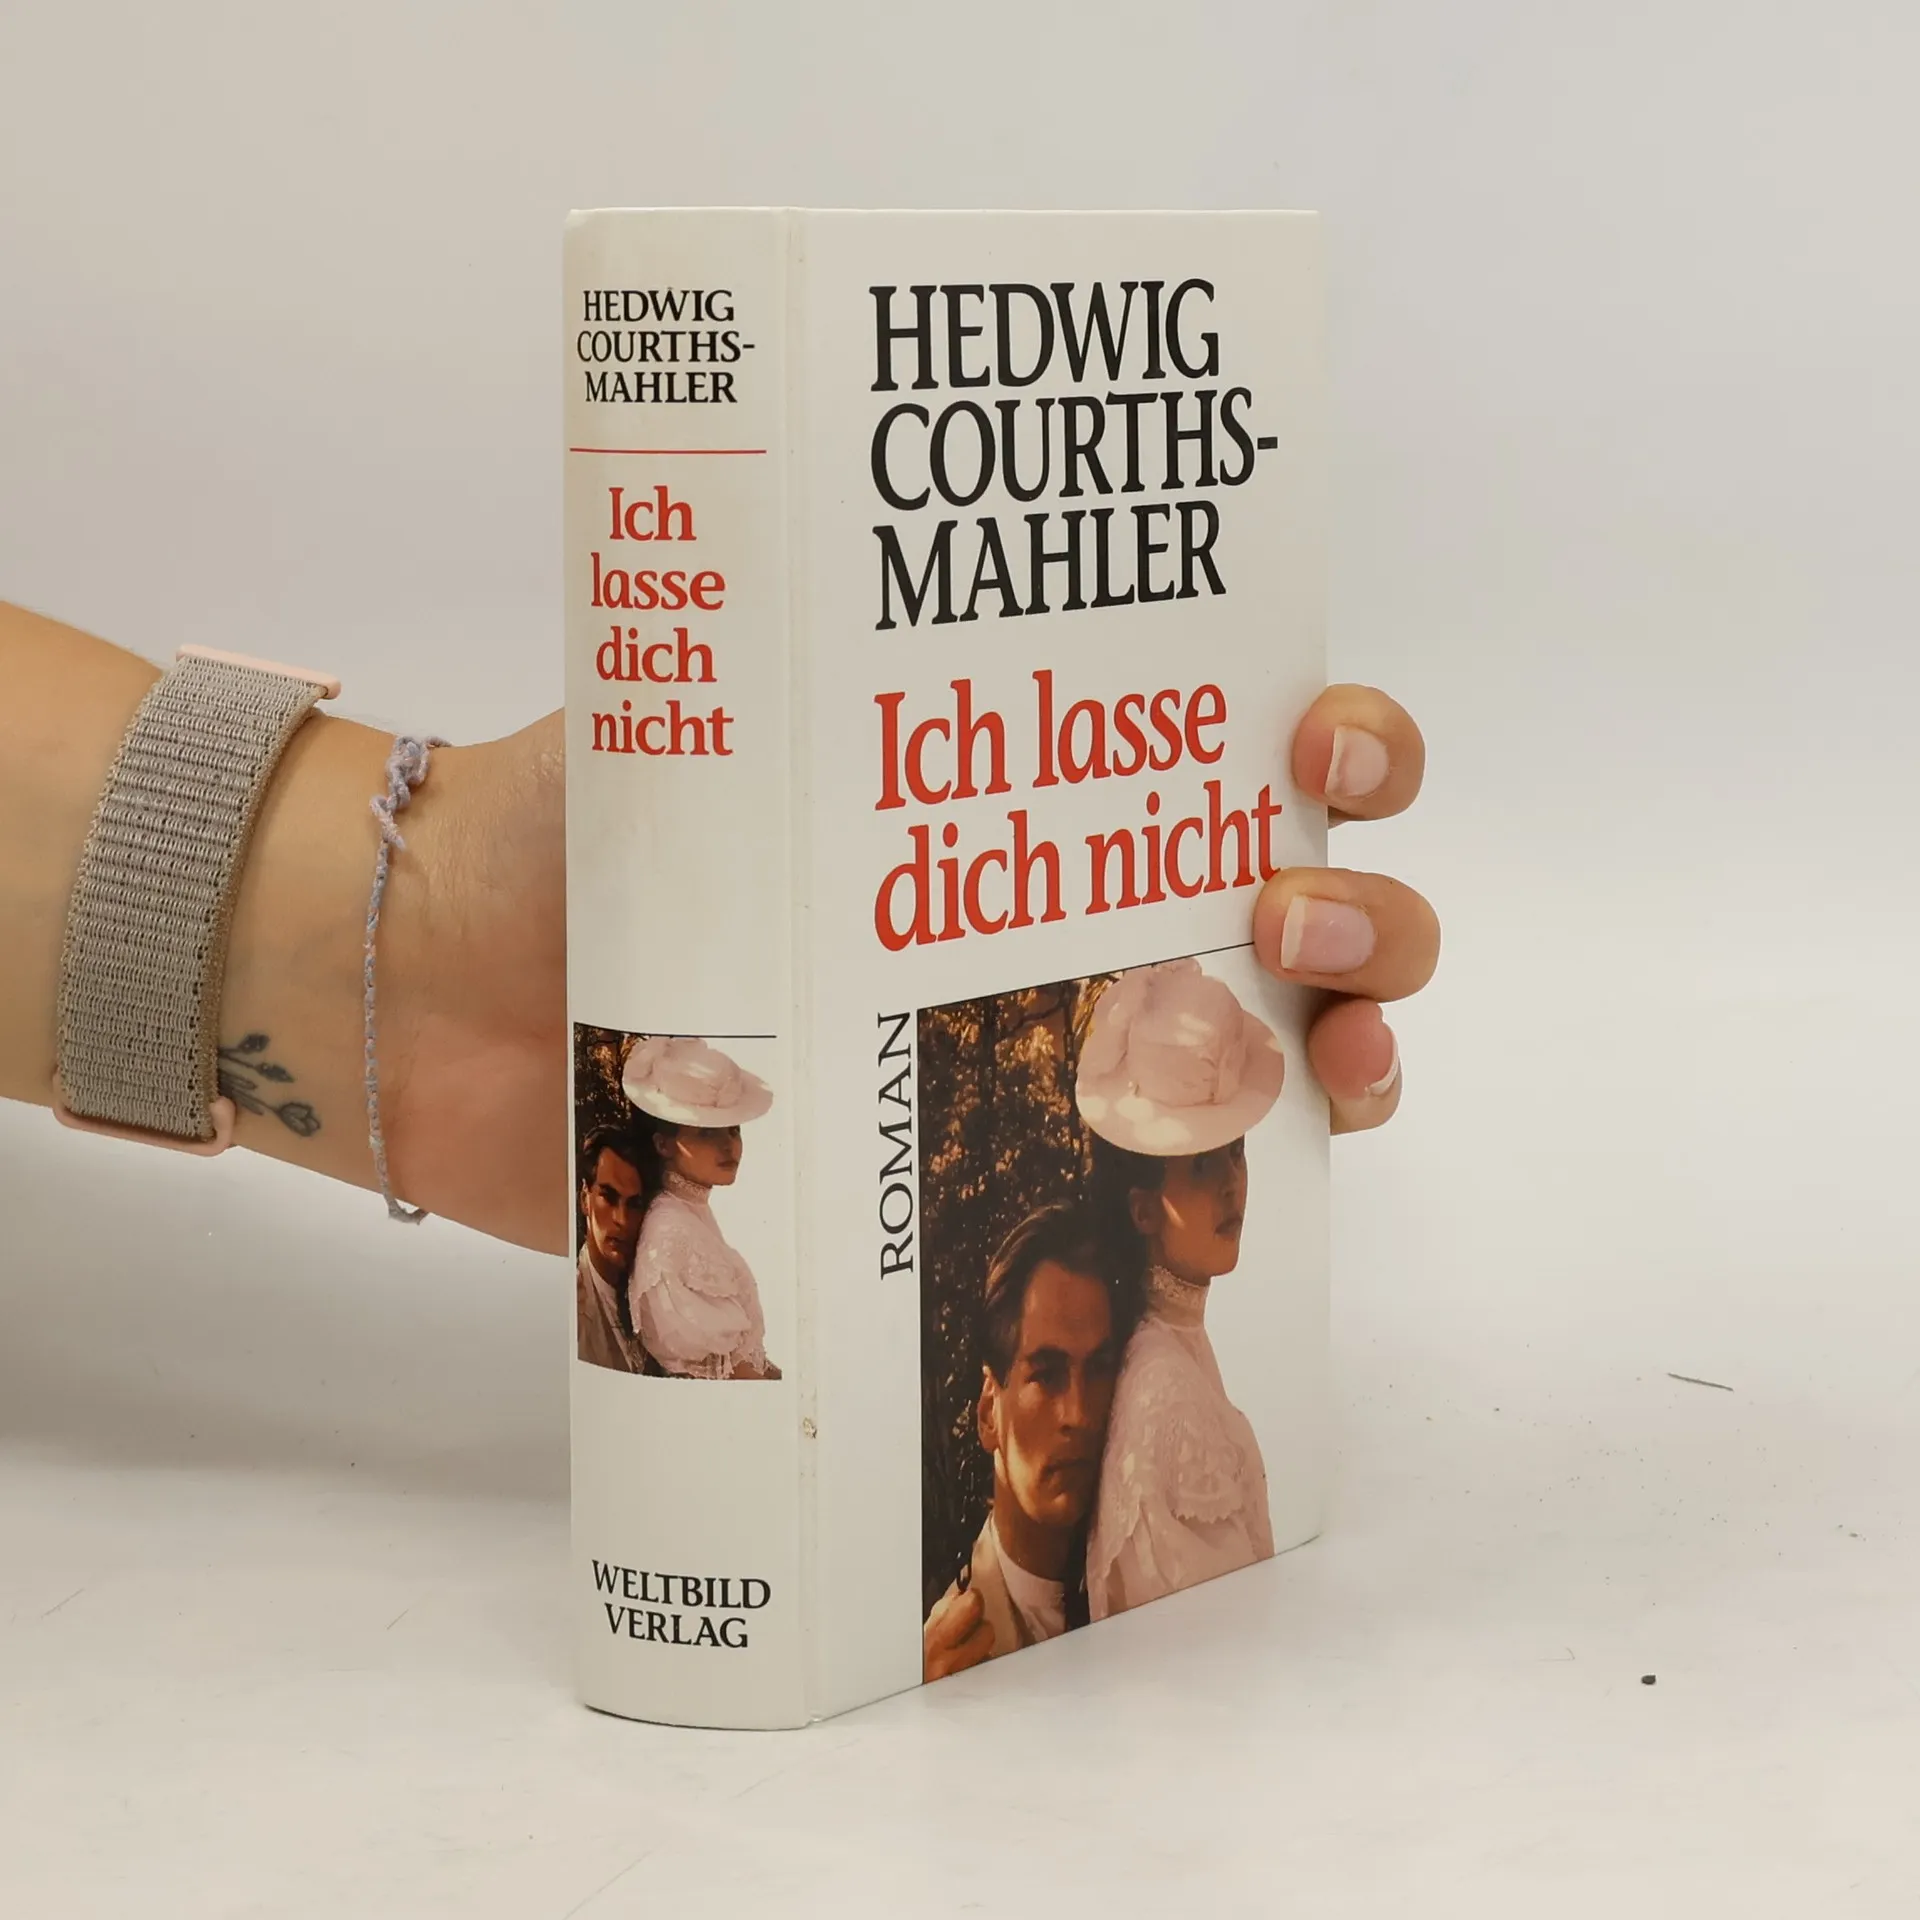 HEDWIG
COURTHS-
MAHLER
Ich
lasse
dich
nicht
WELTBILD
VERLAG
HEDWIG
COURTHS-
MAHLER
Ich lasse
dich nicht
ROMAN